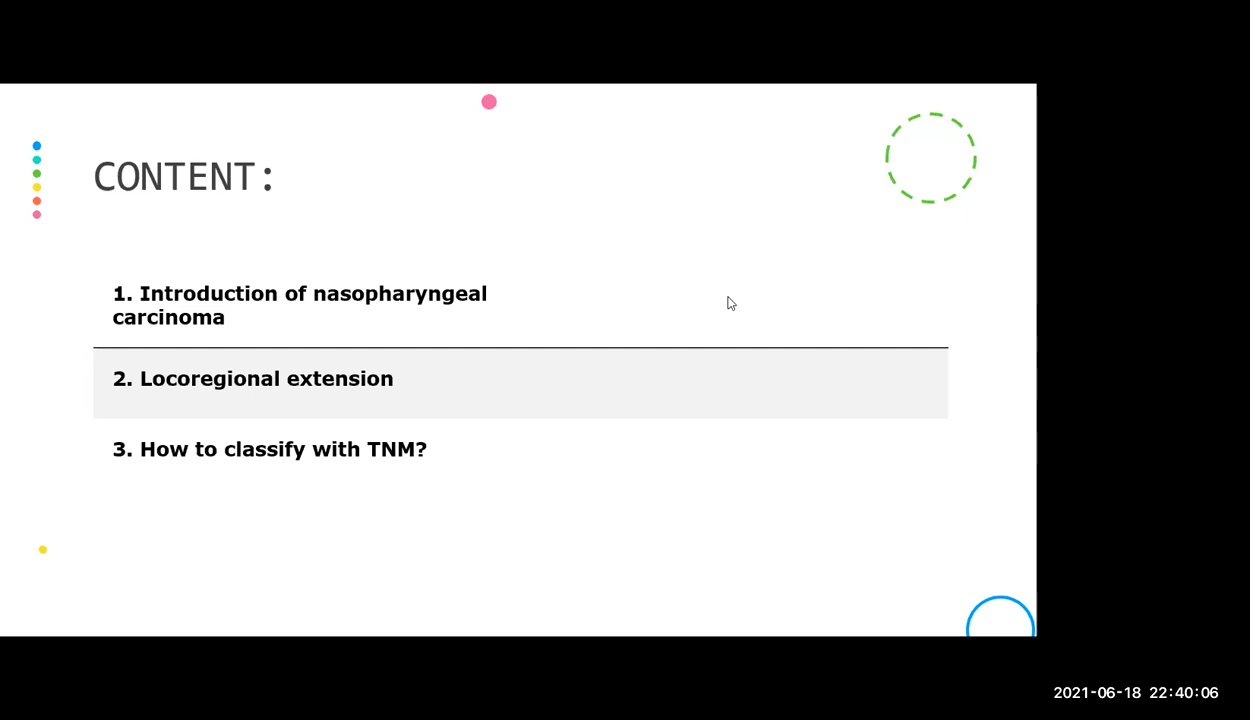 CONTENT:
1. Introduction of nasopharyngeal
carcinoma
2. Locoregional extension
3. How to classify with TNM?
2021-06-18 22:40:06